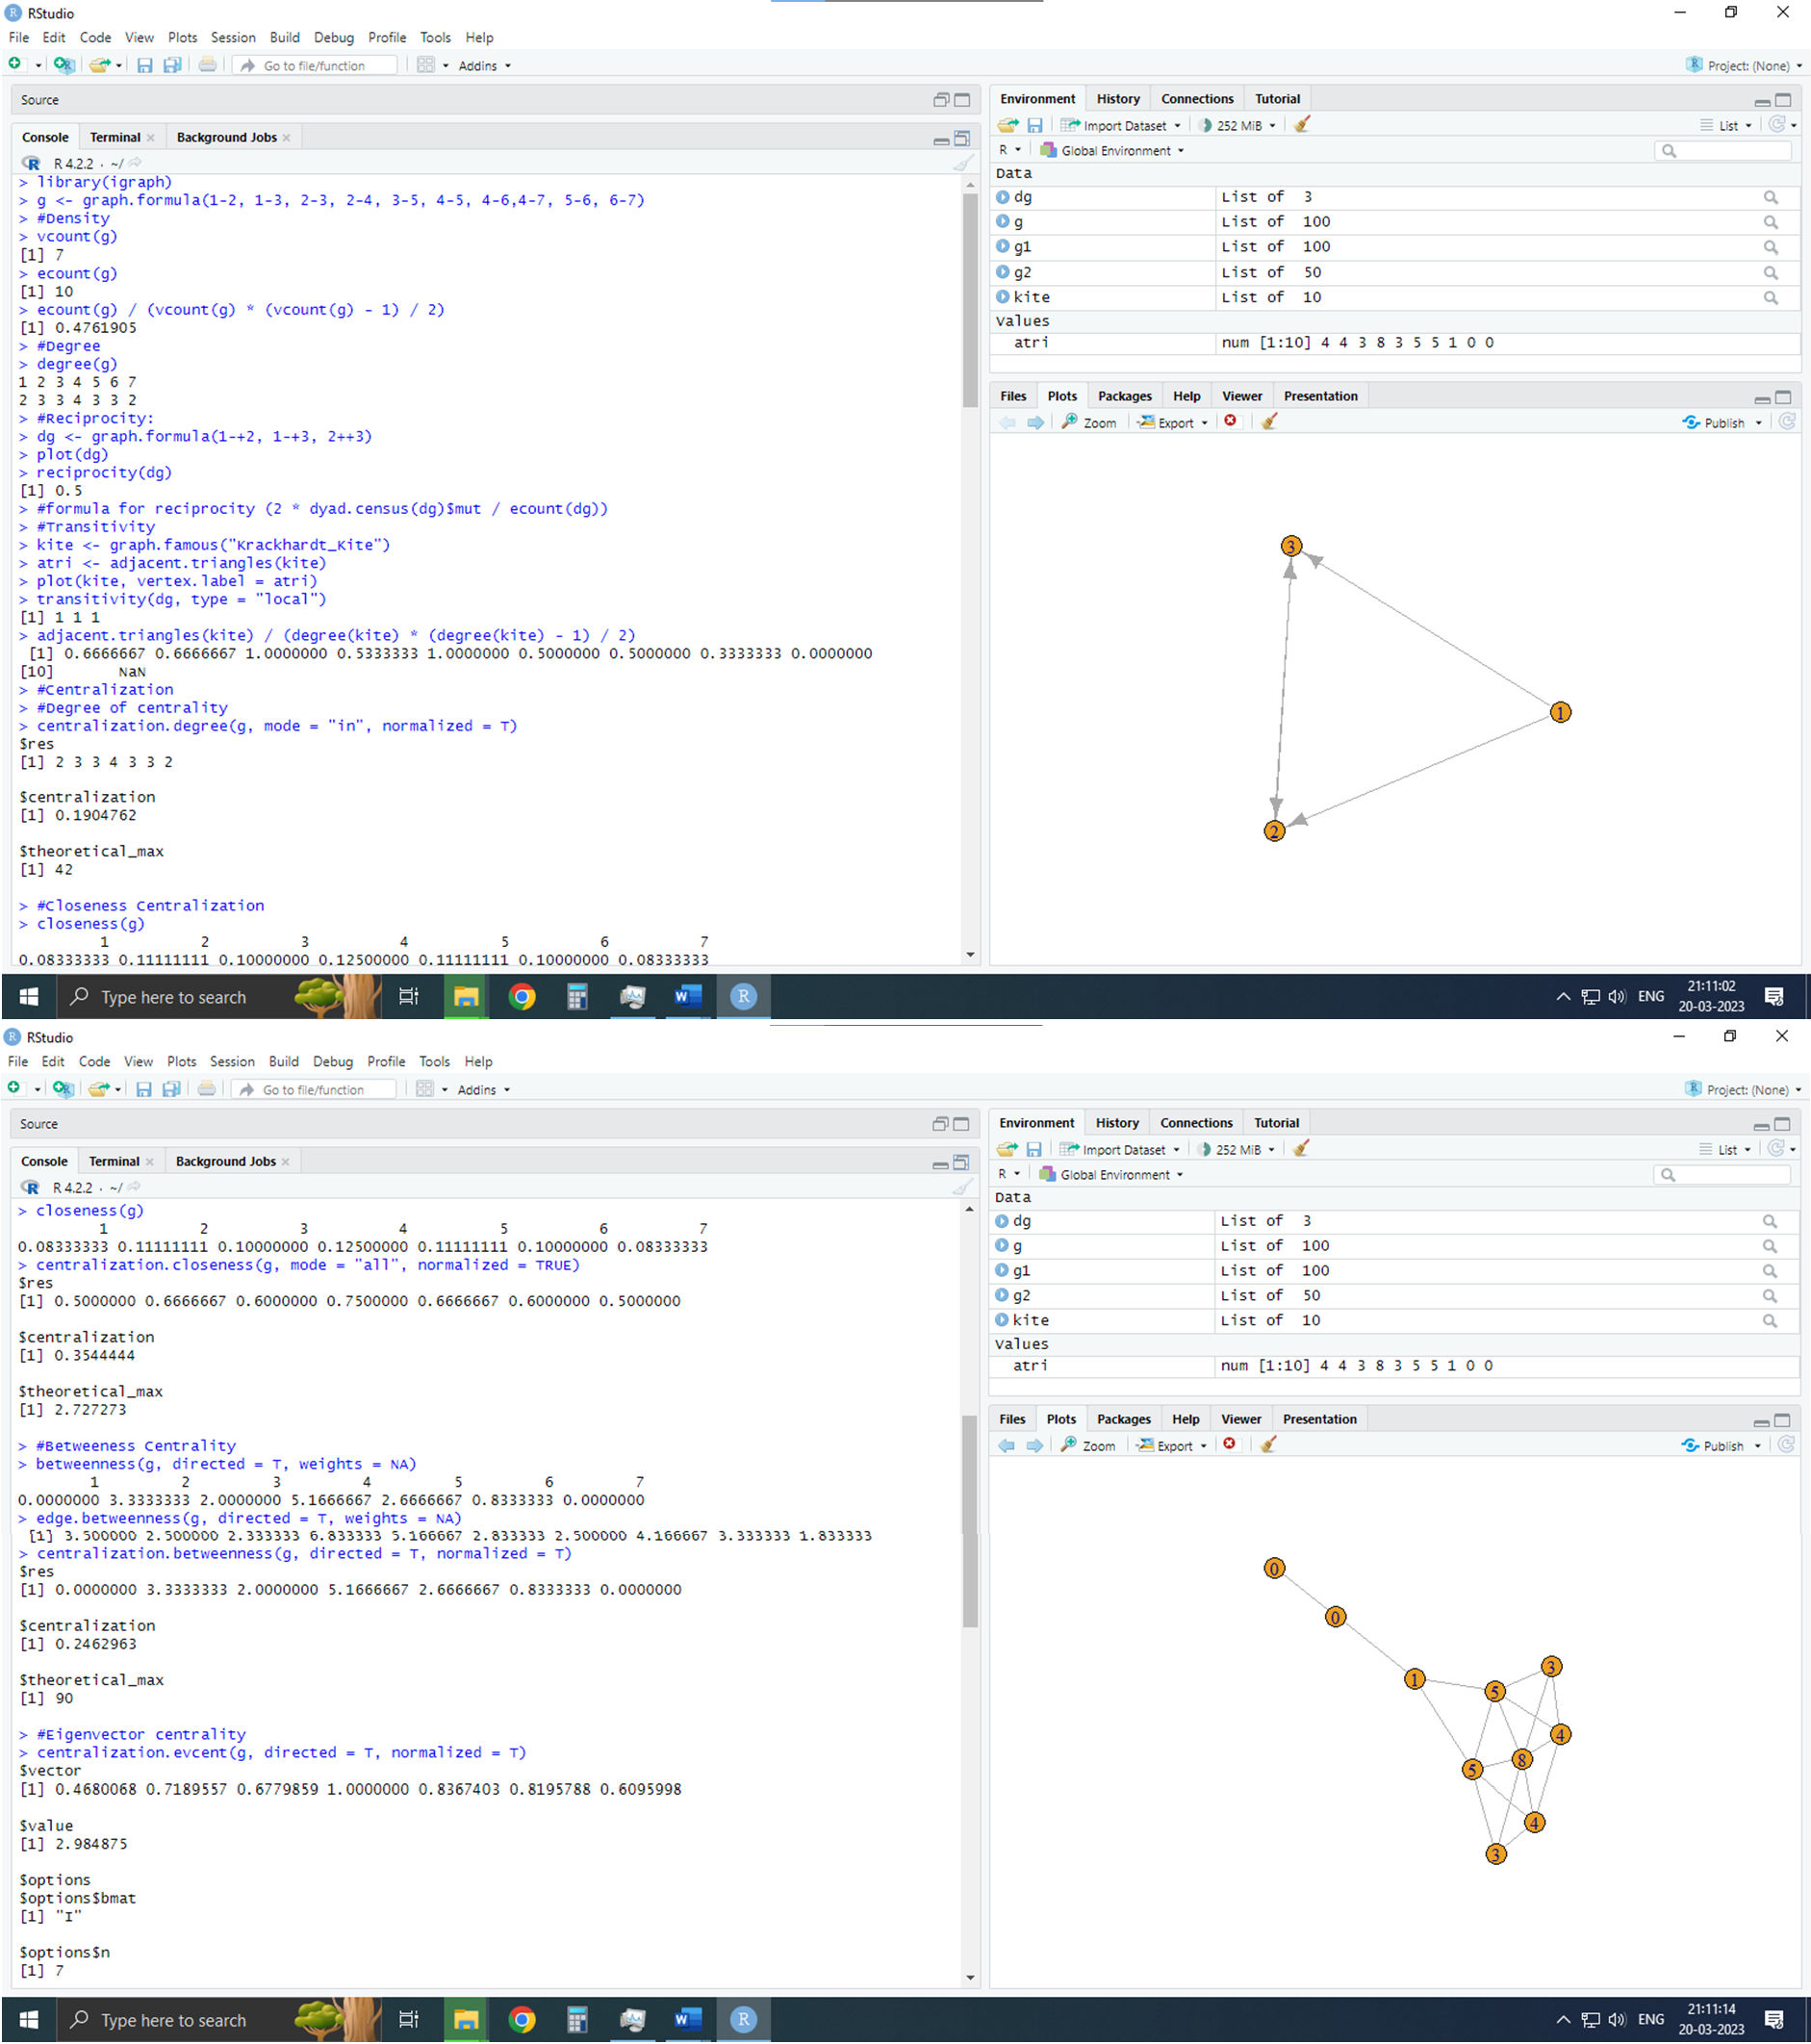 RStudio
File Edit Code View Plots Session Build Debug Profile Tools Help
Go to file/function Addins Project: (None)
Source
Console Terminal Background Jobs
R 4.2.2 · ~/
> library(igraph)
> g <- graph.formula(1-2, 1-3, 2-3, 2-4, 3-5, 4-5, 4-6,4-7, 5-6, 6-7)
> #Density
> vcount(g)
[1] 7
> ecount(g)
[1] 10
> ecount(g) / (vcount(g) * (vcount(g) - 1) / 2)
[1] 0.4761905
> #Degree
> degree(g)
1 2 3 4 5 6 7
2 3 3 4 3 3 2
> #Reciprocity:
> dg <- graph.formula(1-+2, 1-+3, 2++3)
> plot(dg)
> reciprocity(dg)
[1] 0.5
> #formula for reciprocity (2 * dyad.census(dg)$mut / ecount(dg))
> #Transitivity
> kite <- graph.famous("Krackhardt_Kite")
> atri <- adjacent.triangles(kite)
> plot(kite, vertex.label = atri)
> transitivity(dg, type = "local")
[1] 1 1 1
> adjacent.triangles(kite) / (degree(kite) * (degree(kite) - 1) / 2)
[1] 0.6666667 0.6666667 1.0000000 0.5333333 1.0000000 0.5000000 0.5000000 0.3333333 0.0000000
[10] NaN
> #Centralization
> #Degree of centrality
> centralization.degree(g, mode = "in", normalized = T)
$res
[1] 2 3 3 4 3 3 2
$centralization
[1] 0.1904762
$theoretical_max
[1] 42
> #Closeness Centralization
> closeness(g)
1 2 3 4 5 6 7
0.08333333 0.11111111 0.10000000 0.12500000 0.11111111 0.10000000 0.08333333
Environment History Connections Tutorial
Import Dataset 252 MiB List
R Global Environment
Data
dg List of 3
g List of 100
g1 List of 100
g2 List of 50
kite List of 10
Values
atri num [1:10] 4 4 3 8 3 5 5 1 0 0
Files Plots Packages Help Viewer Presentation
Zoom Export Publish
3
1
2
Type here to search W R ENG 21:11:02
20-03-2023
RStudio
File Edit Code View Plots Session Build Debug Profile Tools Help
Go to file/function Addins Project: (None)
Source
Console Terminal Background Jobs
R 4.2.2 · ~/
> closeness(g)
1 2 3 4 5 6 7
0.08333333 0.11111111 0.10000000 0.12500000 0.11111111 0.10000000 0.08333333
> centralization.closeness(g, mode = "all", normalized = TRUE)
$res
[1] 0.5000000 0.6666667 0.6000000 0.7500000 0.6666667 0.6000000 0.5000000
$centralization
[1] 0.3544444
$theoretical_max
[1] 2.727273
> #Betweeness Centrality
> betweenness(g, directed = T, weights = NA)
1 2 3 4 5 6 7
0.0000000 3.3333333 2.0000000 5.1666667 2.6666667 0.8333333 0.0000000
> edge.betweenness(g, directed = T, weights = NA)
[1] 3.500000 2.500000 2.333333 6.833333 5.166667 2.833333 2.500000 4.166667 3.333333 1.833333
> centralization.betweenness(g, directed = T, normalized = T)
$res
[1] 0.0000000 3.3333333 2.0000000 5.1666667 2.6666667 0.8333333 0.0000000
$centralization
[1] 0.2462963
$theoretical_max
[1] 90
> #Eigenvector centrality
> centralization.evcent(g, directed = T, normalized = T)
$vector
[1] 0.4680068 0.7189557 0.6779859 1.0000000 0.8367403 0.8195788 0.6095998
$value
[1] 2.984875
$options
$options$bmat
[1] "I"
$options$n
[1] 7
Environment History Connections Tutorial
Import Dataset 252 MiB List
R Global Environment
Data
dg List of 3
g List of 100
g1 List of 100
g2 List of 50
kite List of 10
Values
atri num [1:10] 4 4 3 8 3 5 5 1 0 0
Files Plots Packages Help Viewer Presentation
Zoom Export Publish
0
0
1 5 3
4
5 8
4
3
Type here to search W R ENG 21:11:14
20-03-2023